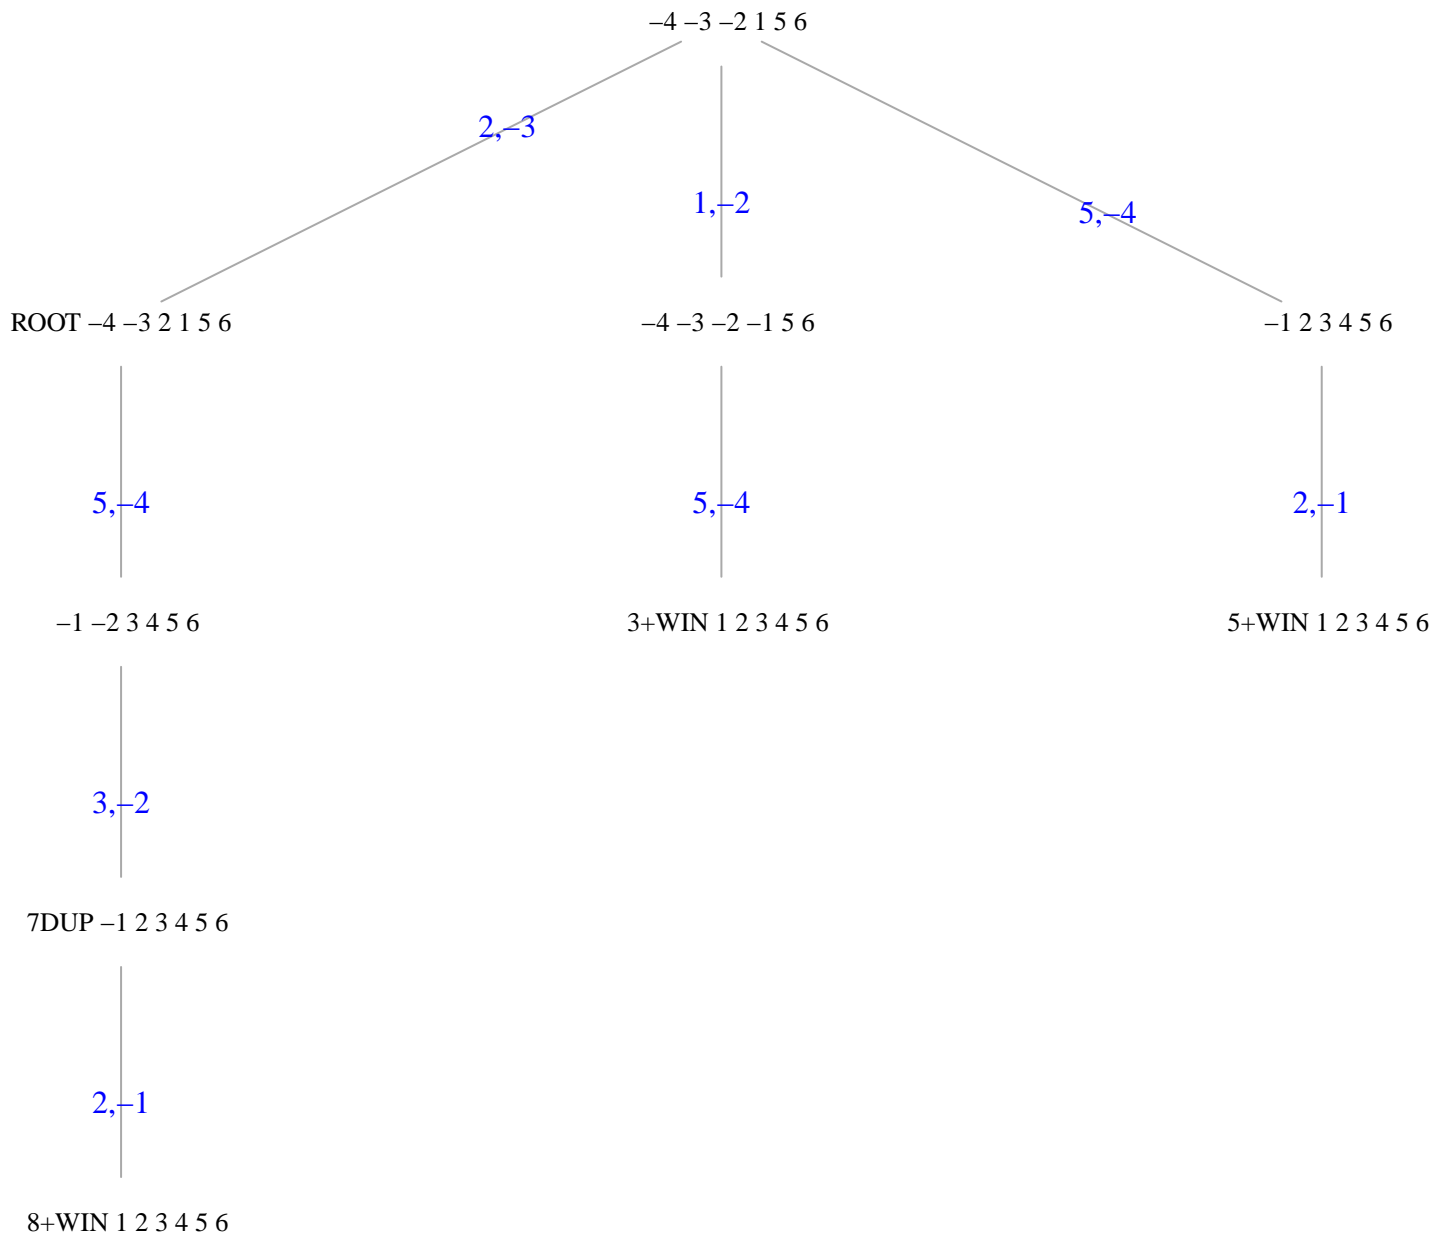 –4 –3 –2 1 5 6
2,–3
1,–2
5,–4
ROOT –4 –3 2 1 5 6
–4 –3 –2 –1 5 6
–1 2 3 4 5 6
5,–4
5,–4
2,–1
–1 –2 3 4 5 6
3+WIN 1 2 3 4 5 6
5+WIN 1 2 3 4 5 6
3,–2
7DUP –1 2 3 4 5 6
2,–1
8+WIN 1 2 3 4 5 6